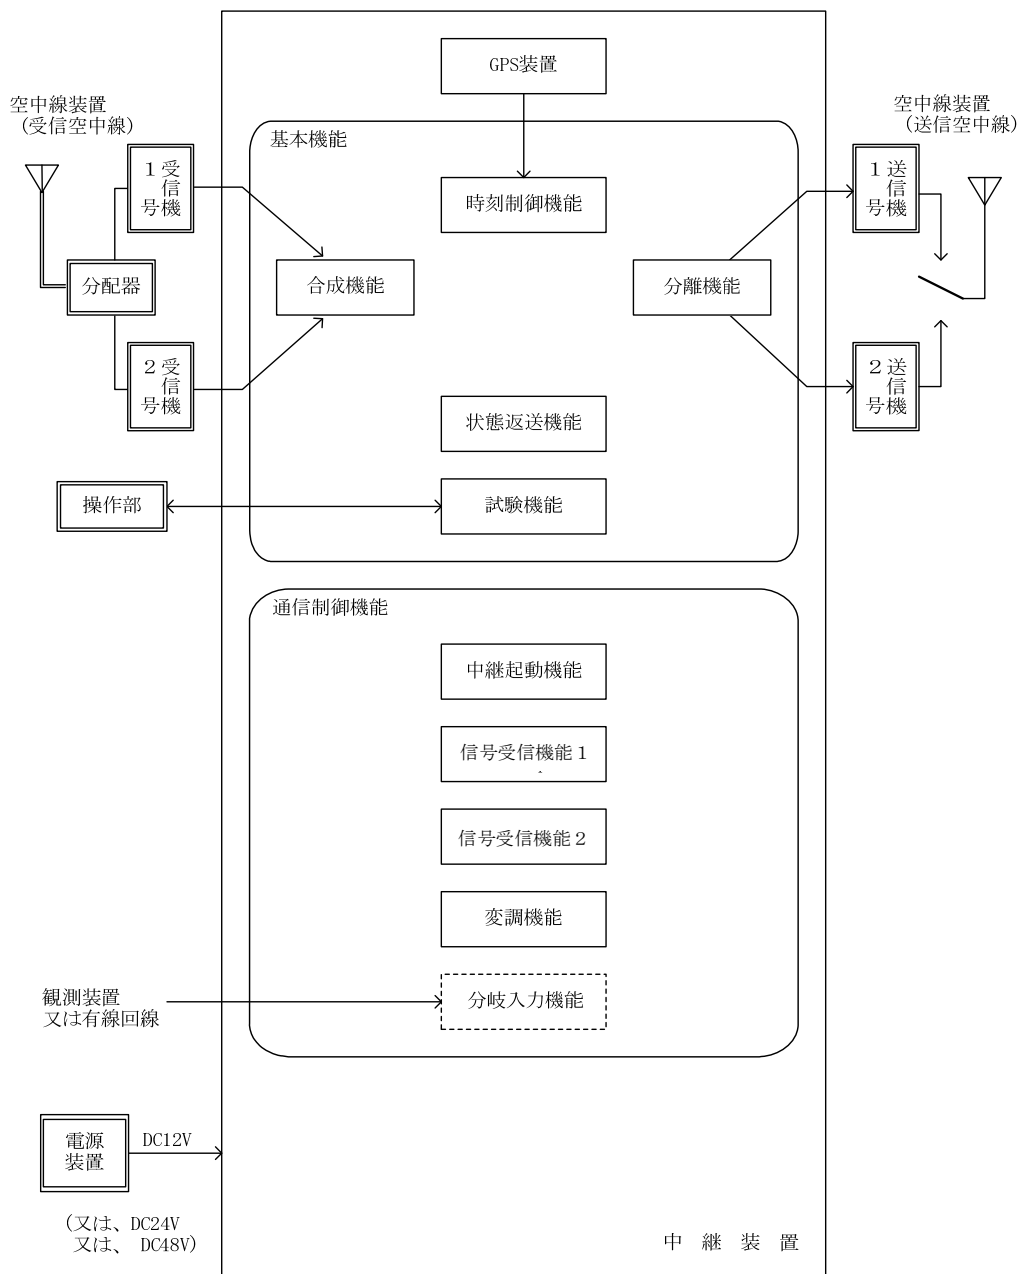 GPS装置
空中線装置
（受信空中線）
空中線装置
（送信空中線）
基本機能
１受
信
号機
時刻制御機能
１送
信
号機
分配器
合成機能
分離機能
２受
信
号機
２送
信
号機
状態返送機能
操作部
試験機能
通信制御機能
中継起動機能
信号受信機能１
信号受信機能２
変調機能
観測装置
又は有線回線
分岐入力機能
電源
装置
DC12V
（又は、DC24V
又は、 DC48V）
中　継　装　置